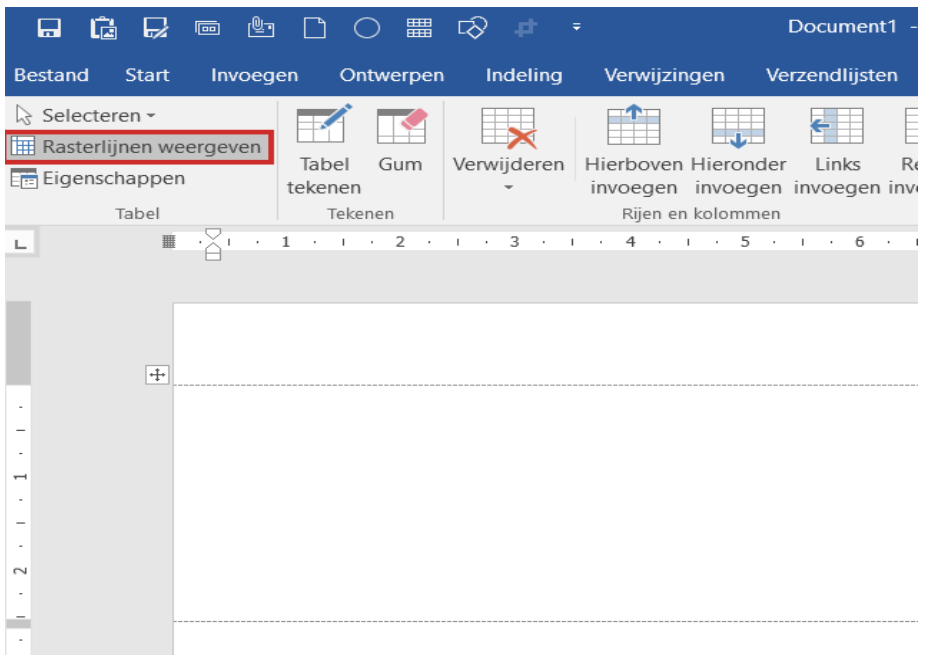 Document1 -
Bestand Start Invoegen Ontwerpen Indeling Verwijzingen Verzendlijsten
Selecteren
Rasterlijnen weergeven
Eigenschappen
Tabel
Tabel tekenen
Gum
Tekenen
Verwijderen
Hierboven invoegen
Hieronder invoegen
Links invoegen
Rijen en kolommen
L 1 2 3 4 5 6
1
2